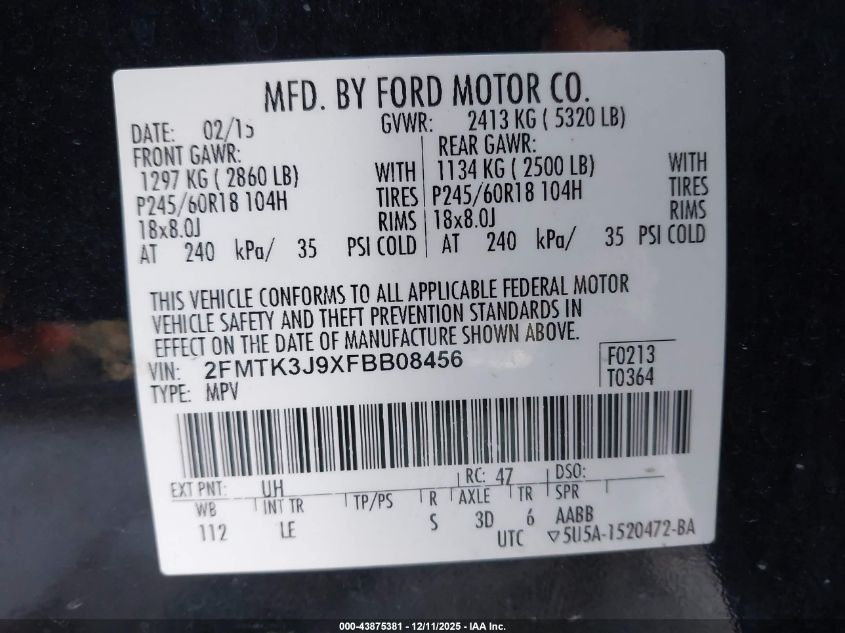 MFD. BY FORD MOTOR CO.
DATE: 02/15 GVWR: 2413 KG ( 5320 LB)
FRONT GAWR: REAR GAWR:
1297 KG ( 2860 LB) WITH 1134 KG ( 2500 LB) WITH
P245/60R18 104H TIRES P245/60R18 104H TIRES
18x8.0J RIMS 18x8.0J RIMS
AT 240 kPa/ 35 PSI COLD AT 240 kPa/ 35 PSI COLD
THIS VEHICLE CONFORMS TO ALL APPLICABLE FEDERAL MOTOR
VEHICLE SAFETY AND THEFT PREVENTION STANDARDS IN
EFFECT ON THE DATE OF MANUFACTURE SHOWN ABOVE.
VIN: 2FMTK3J9XFBB08456 F0213
TYPE: MPV T0364
EXT PNT: UH RC: 47 DSO:
WB INT TR TP/PS R AXLE TR SPR
112 LE S 3D 6 AABB
UTC ▽5U5A-1520472-BA
000-43875381 - 12/11/2025 - IAA Inc.